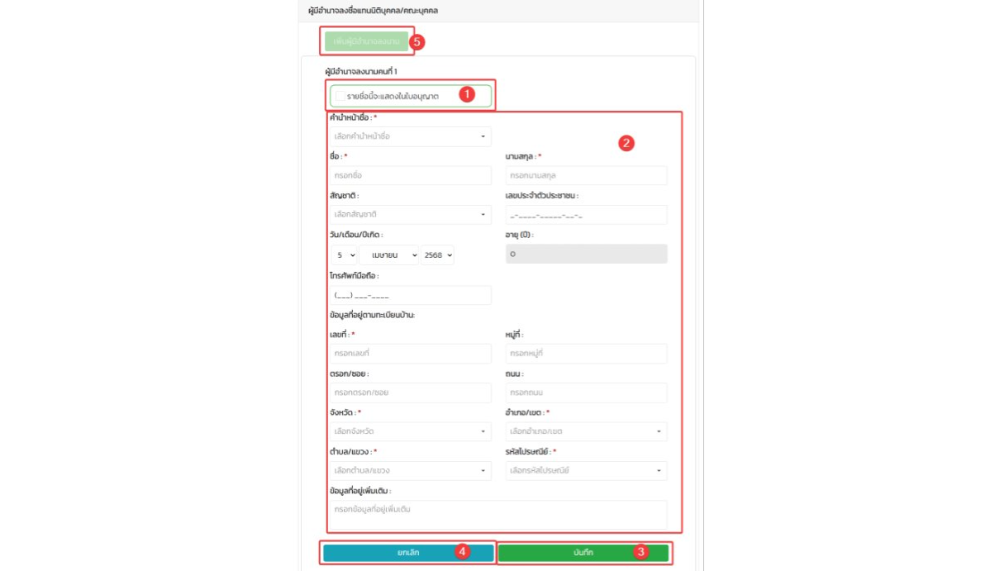 ผู้มีอำนาจลงชื่อแทนนิติบุคคล/คณะบุคคล
เพิ่มผู้มีอำนาจลงนาม 5
ผู้มีอำนาจลงนามคนที่ 1
รายชื่อนี้จะแสดงในใบอนุญาต 1
คำนำหน้าชื่อ : *
เลือกคำนำหน้าชื่อ 2
ชื่อ : * นามสกุล : *
กรอกชื่อ กรอกนามสกุล
สัญชาติ : เลขประจำตัวประชาชน :
เลือกสัญชาติ _-____-_____-__-_
วัน/เดือน/ปีเกิด : อายุ (ปี) :
5 เมษายน 2568 0
โทรศัพท์มือถือ :
(___) ___-____
ข้อมูลที่อยู่ตามทะเบียนบ้าน:
เลขที่ : * หมู่ที่ :
กรอกเลขที่ กรอกหมู่ที่
ตรอก/ซอย : ถนน :
กรอกตรอก/ซอย กรอกถนน
จังหวัด : * อำเภอ/เขต : *
เลือกจังหวัด เลือกอำเภอ/เขต
ตำบล/แขวง : * รหัสไปรษณีย์ : *
เลือกตำบล/แขวง เลือกรหัสไปรษณีย์
ข้อมูลที่อยู่เพิ่มเติม :
กรอกข้อมูลที่อยู่เพิ่มเติม
ยกเลิก 4 บันทึก 3